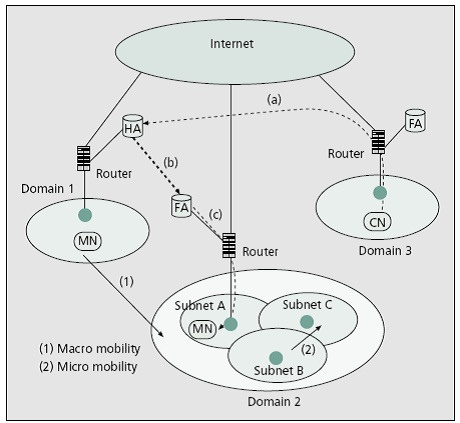 Internet
(a)
HA
FA
Router
(b)
Router
Domain 1
FA
(c)
MN
CN
Router
Domain 3
(1)
Subnet A
Subnet C
MN
(1) Macro mobility
(2)
(2) Micro mobility
Subnet B
Domain 2